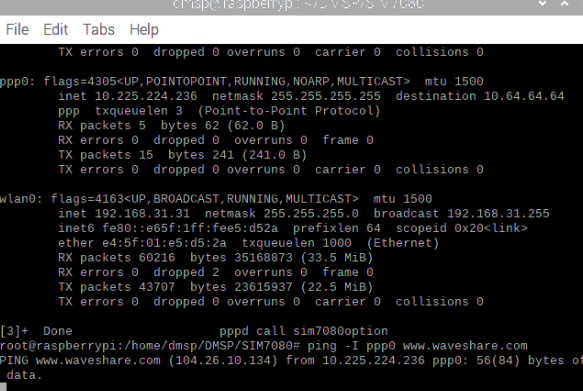 File Edit Tabs Help
TX errors 0 dropped 0 overruns 0 carrier 0 collisions 0
ppp0: flags=4305<UP,POINTOPOINT,RUNNING,NOARP,MULTICAST> mtu 1500
inet 10.225.224.236 netmask 255.255.255.255 destination 10.64.64.64
ppp txqueuelen 3 (Point-to-Point Protocol)
RX packets 5 bytes 62 (62.0 B)
RX errors 0 dropped 0 overruns 0 frame 0
TX packets 15 bytes 241 (241.0 B)
TX errors 0 dropped 0 overruns 0 carrier 0 collisions 0
wlan0: flags=4163<UP,BROADCAST,RUNNING,MULTICAST> mtu 1500
inet 192.168.31.31 netmask 255.255.255.0 broadcast 192.168.31.255
inet6 fe80::e65f:1ff:fee5:d52a prefixlen 64 scopeid 0x20<link>
ether e4:5f:01:e5:d5:2a txqueuelen 1000 (Ethernet)
RX packets 60216 bytes 35168873 (33.5 MiB)
RX errors 0 dropped 2 overruns 0 frame 0
TX packets 43707 bytes 23615937 (22.5 MiB)
TX errors 0 dropped 0 overruns 0 carrier 0 collisions 0
[3]+ Done pppd call sim7080option
root@raspberrypi:/home/dmsp/DMSP/SIM7080# ping -I ppp0 www.waveshare.com
PING www.waveshare.com (104.26.10.134) from 10.225.224.236 ppp0: 56(84) bytes of
data.